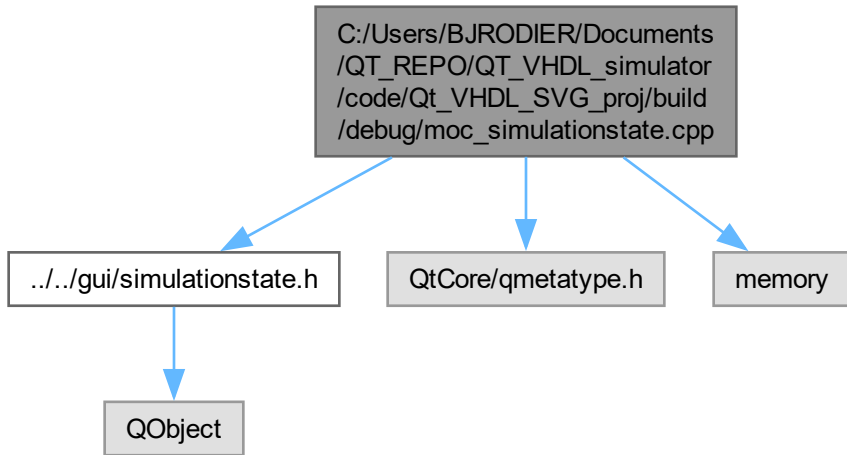 C:/Users/BJRODIER/Documents
/QT_REPO/QT_VHDL_simulator
/code/Qt_VHDL_SVG_proj/build
/debug/moc_simulationstate.cpp
../../gui/simulationstate.h
QtCore/qmetatype.h
memory
QObject